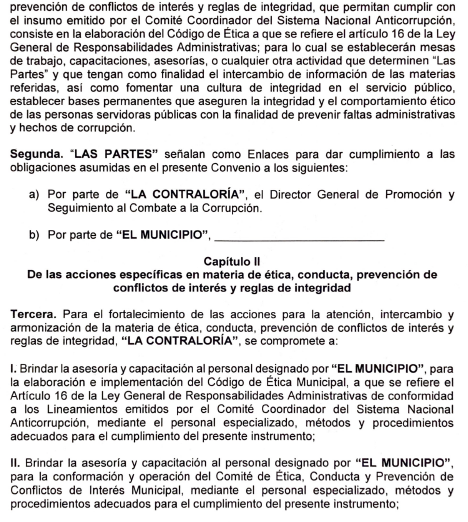 prevención de conflictos de interés y reglas de integridad, que permitan cumplir con
el insumo emitido por el Comité Coordinador del Sistema Nacional Anticorrupción,
consiste en la elaboración del Código de Ética a que se refiere el artículo 16 de la Ley
General de Responsabilidades Administrativas; para lo cual se establecerán mesas
de trabajo, capacitaciones, asesorías, o cualquier otra actividad que determinen "Las
Partes" y que tengan como finalidad el intercambio de información de las materias
referidas, así como fomentar una cultura de integridad en el servicio público,
establecer bases permanentes que aseguren la integridad y el comportamiento ético
de las personas servidoras públicas con la finalidad de prevenir faltas administrativas
y hechos de corrupción.
Segunda. "LAS PARTES" señalan como Enlaces para dar cumplimiento a las
obligaciones asumidas en el presente Convenio a los siguientes:
a) Por parte de "LA CONTRALORÍA", el Director General de Promoción y
Seguimiento al Combate a la Corrupción.
b) Por parte de "EL MUNICIPIO", ____________________________
Capítulo II
De las acciones específicas en materia de ética, conducta, prevención de
conflictos de interés y reglas de integridad
Tercera. Para el fortalecimiento de las acciones para la atención, intercambio y
armonización de la materia de ética, conducta, prevención de conflictos de interés y
reglas de integridad, "LA CONTRALORÍA", se compromete a:
I. Brindar la asesoría y capacitación al personal designado por "EL MUNICIPIO", para
la elaboración e implementación del Código de Ética Municipal, a que se refiere el
Artículo 16 de la Ley General de Responsabilidades Administrativas de conformidad
a los Lineamientos emitidos por el Comité Coordinador del Sistema Nacional
Anticorrupción, mediante el personal especializado, métodos y procedimientos
adecuados para el cumplimiento del presente instrumento;
II. Brindar la asesoría y capacitación al personal designado por "EL MUNICIPIO",
para la conformación y operación del Comité de Ética, Conducta y Prevención de
Conflictos de Interés Municipal, mediante el personal especializado, métodos y
procedimientos adecuados para el cumplimiento del presente instrumento;